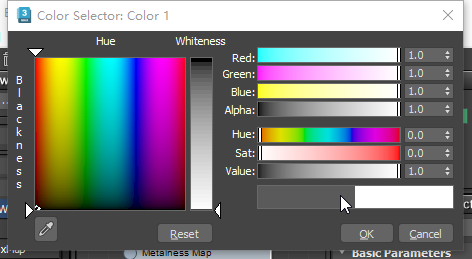 3 Color Selector: Color 1
Hue Whiteness
Blackness
Red: 1.0
Green: 1.0
Blue: 1.0
Alpha: 1.0
Hue: 0.0
Sat: 0.0
Value: 1.0
Reset OK Cancel
Metalness Map
Basic Parameters